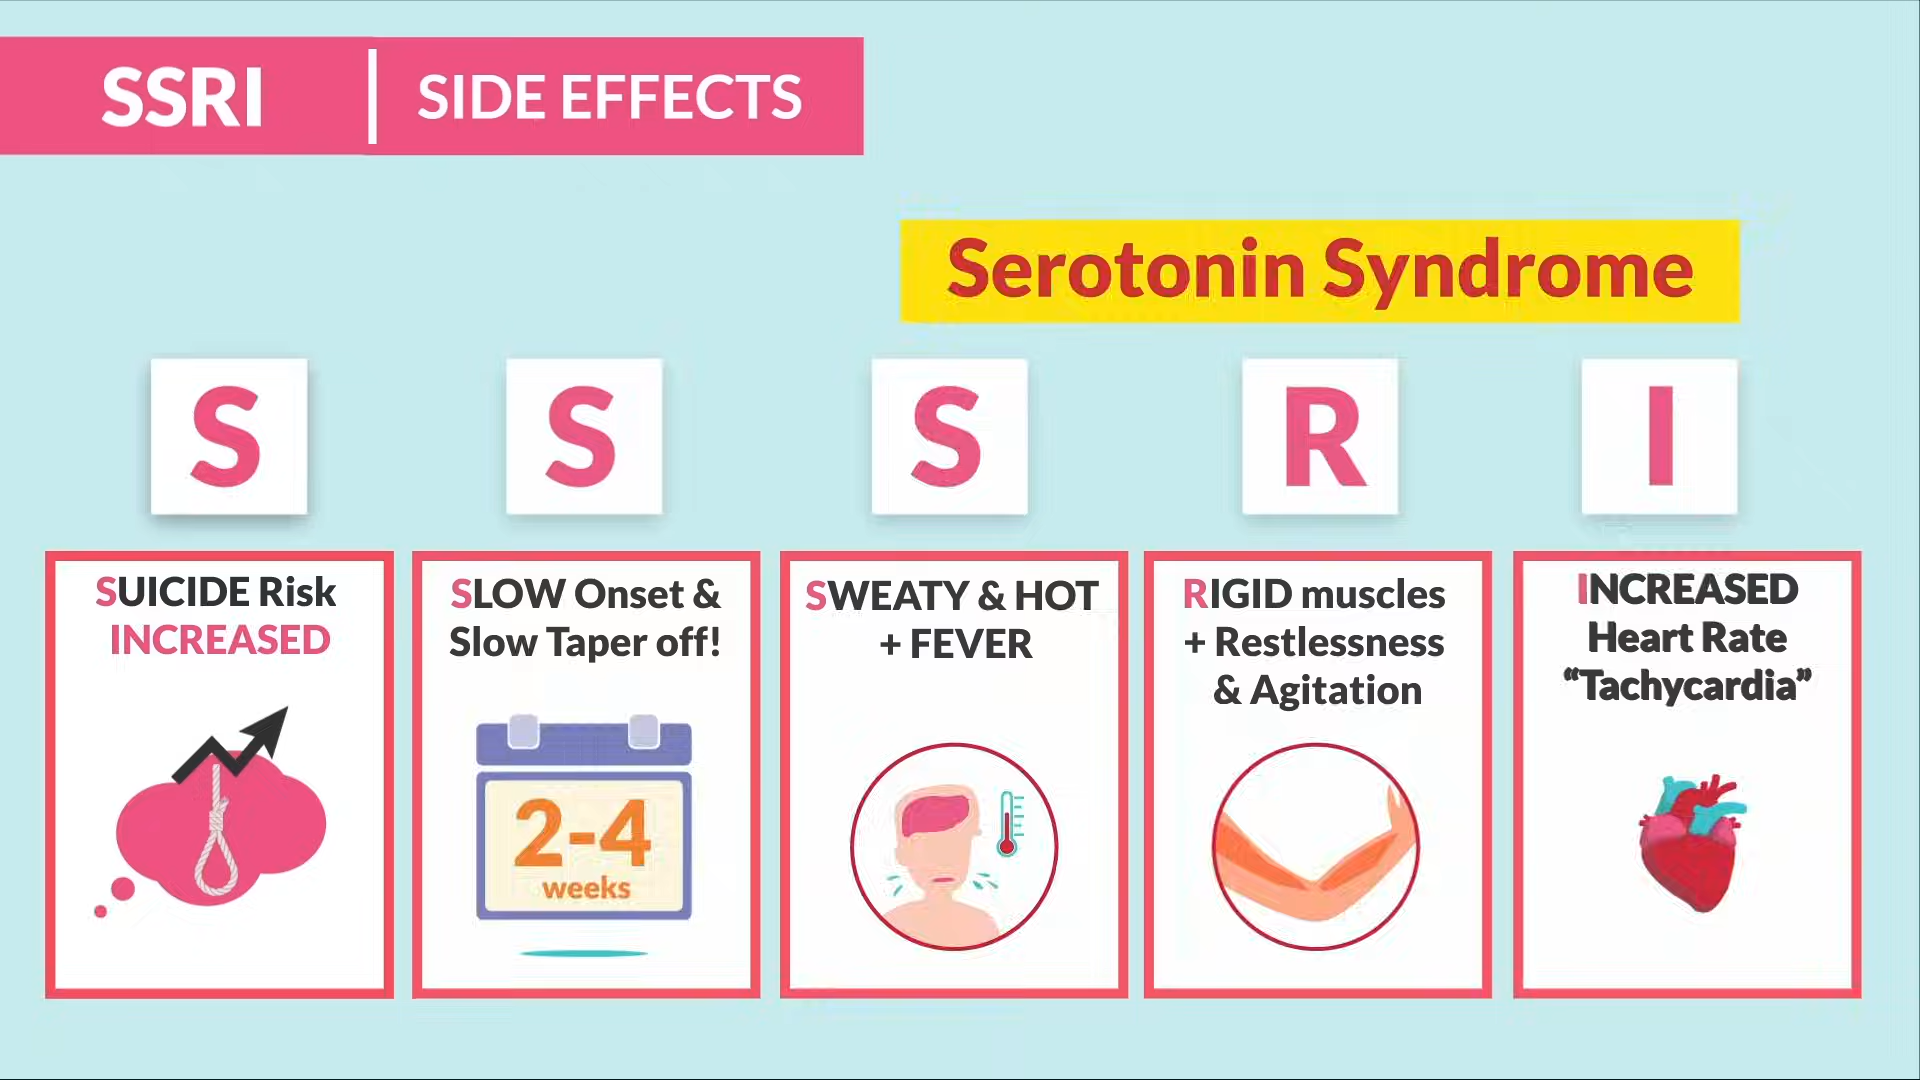 SSRI | SIDE EFFECTS
Serotonin Syndrome
S S S R I
SUICIDE Risk
INCREASED
SLOW Onset &
Slow Taper off!
2-4
weeks
SWEATY & HOT
+ FEVER
RIGID muscles
+ Restlessness
& Agitation
INCREASED
Heart Rate
“Tachycardia”